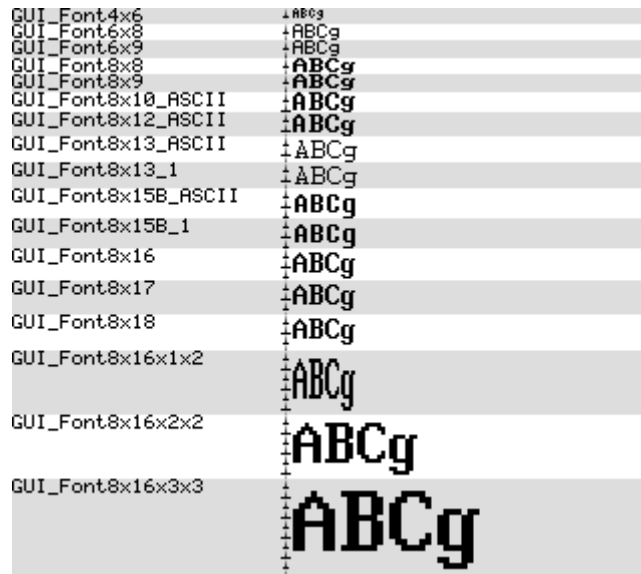 GUI_Font4x6 ABCg
GUI_Font6x8 ABCg
GUI_Font6x9 ABCg
GUI_Font8x8 ABCg
GUI_Font8x9 ABCg
GUI_Font8x10_ASCII ABCg
GUI_Font8x12_ASCII ABCg
GUI_Font8x13_ASCII ABCg
GUI_Font8x13_1 ABCg
GUI_Font8x15B_ASCII ABCg
GUI_Font8x15B_1 ABCg
GUI_Font8x16 ABCg
GUI_Font8x17 ABCg
GUI_Font8x18 ABCg
GUI_Font8x16x1x2 ABCg
GUI_Font8x16x2x2 ABCg
GUI_Font8x16x3x3 ABCg